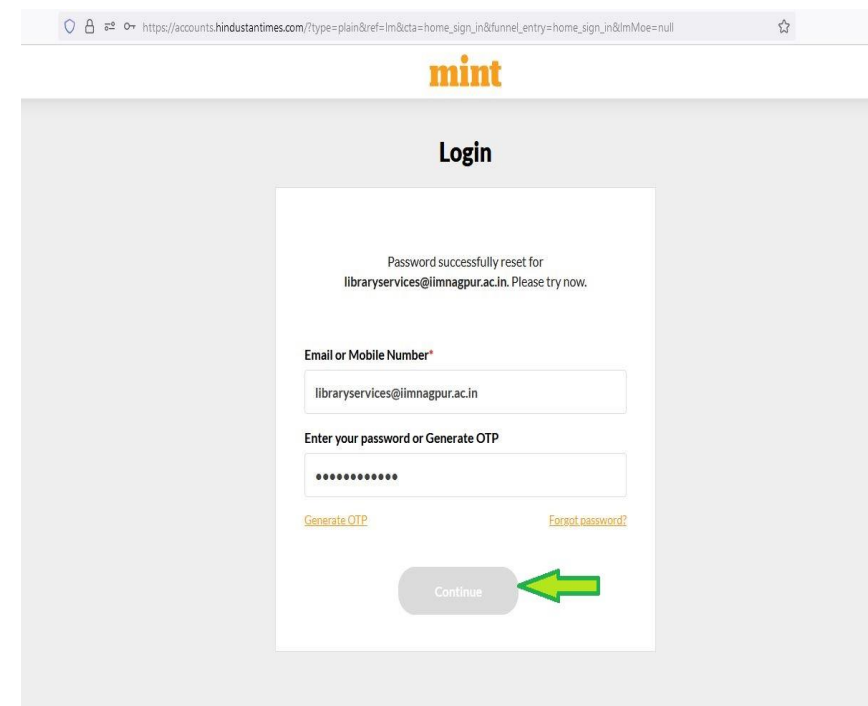 https://accounts.hindustantimes.com/?type=plain&ref=lm&cta=home_sign_in&funnel_entry=home_sign_in&lmMoe=null
mint
Login
Password successfully reset for
libraryservices@iimnagpur.ac.in. Please try now.
Email or Mobile Number*
libraryservices@iimnagpur.ac.in
Enter your password or Generate OTP
••••••••••••
Generate OTP Forgot password?
Continue